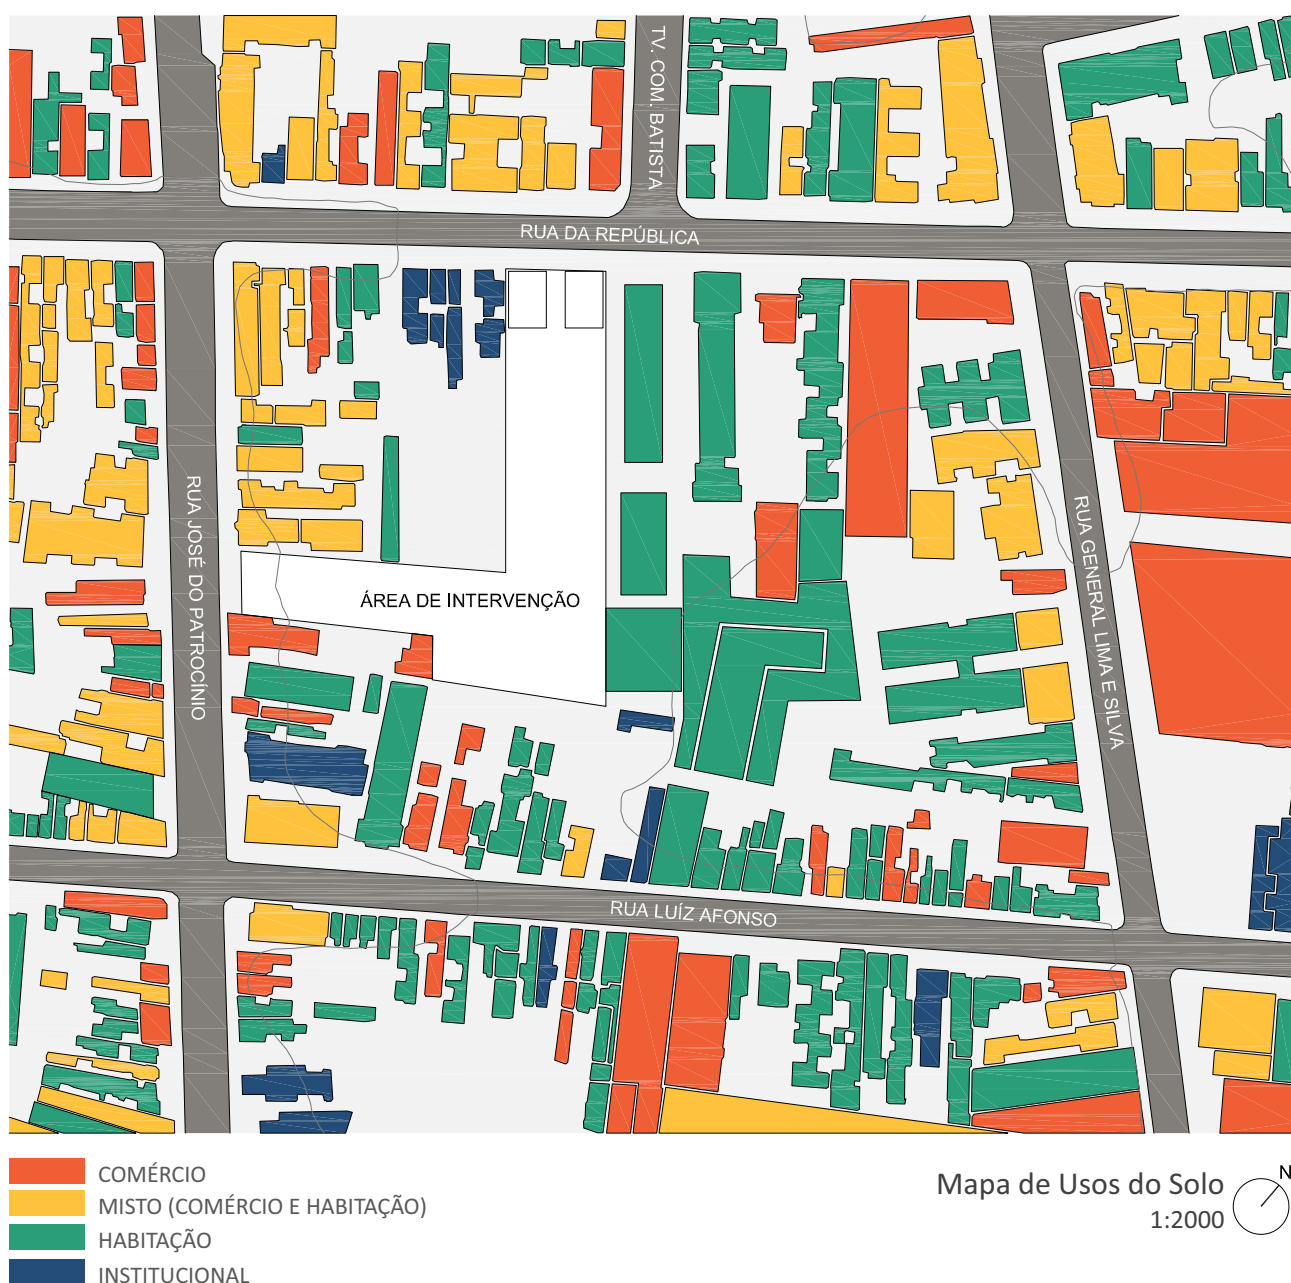 TV. COM. BATISTA
RUA DA REPÚBLICA
RUA JOSÉ DO PATROCÍNIO
ÁREA DE INTERVENÇÃO
RUA GENERAL LIMA E SILVA
RUA LUÍZ AFONSO
COMÉRCIO
MISTO (COMÉRCIO E HABITAÇÃO)
HABITAÇÃO
INSTITUCIONAL
Mapa de Usos do Solo
1:2000
N